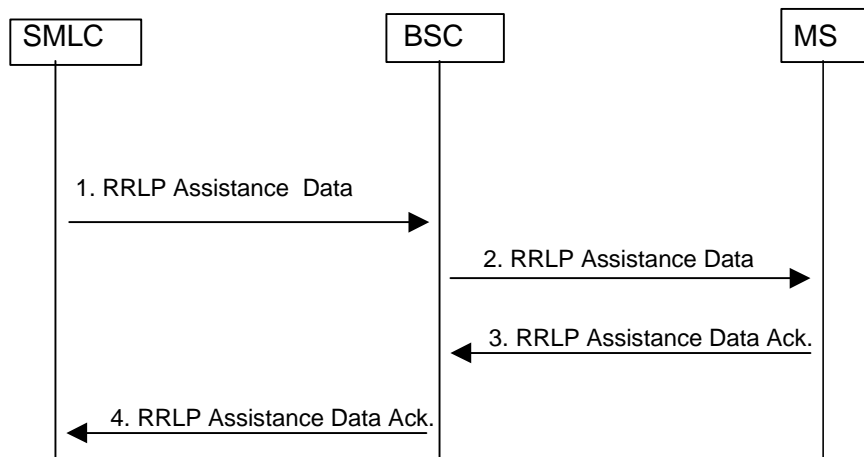 SMLC
BSC
MS
1. RRLP Assistance Data
2. RRLP Assistance Data
3. RRLP Assistance Data Ack.
4. RRLP Assistance Data Ack.